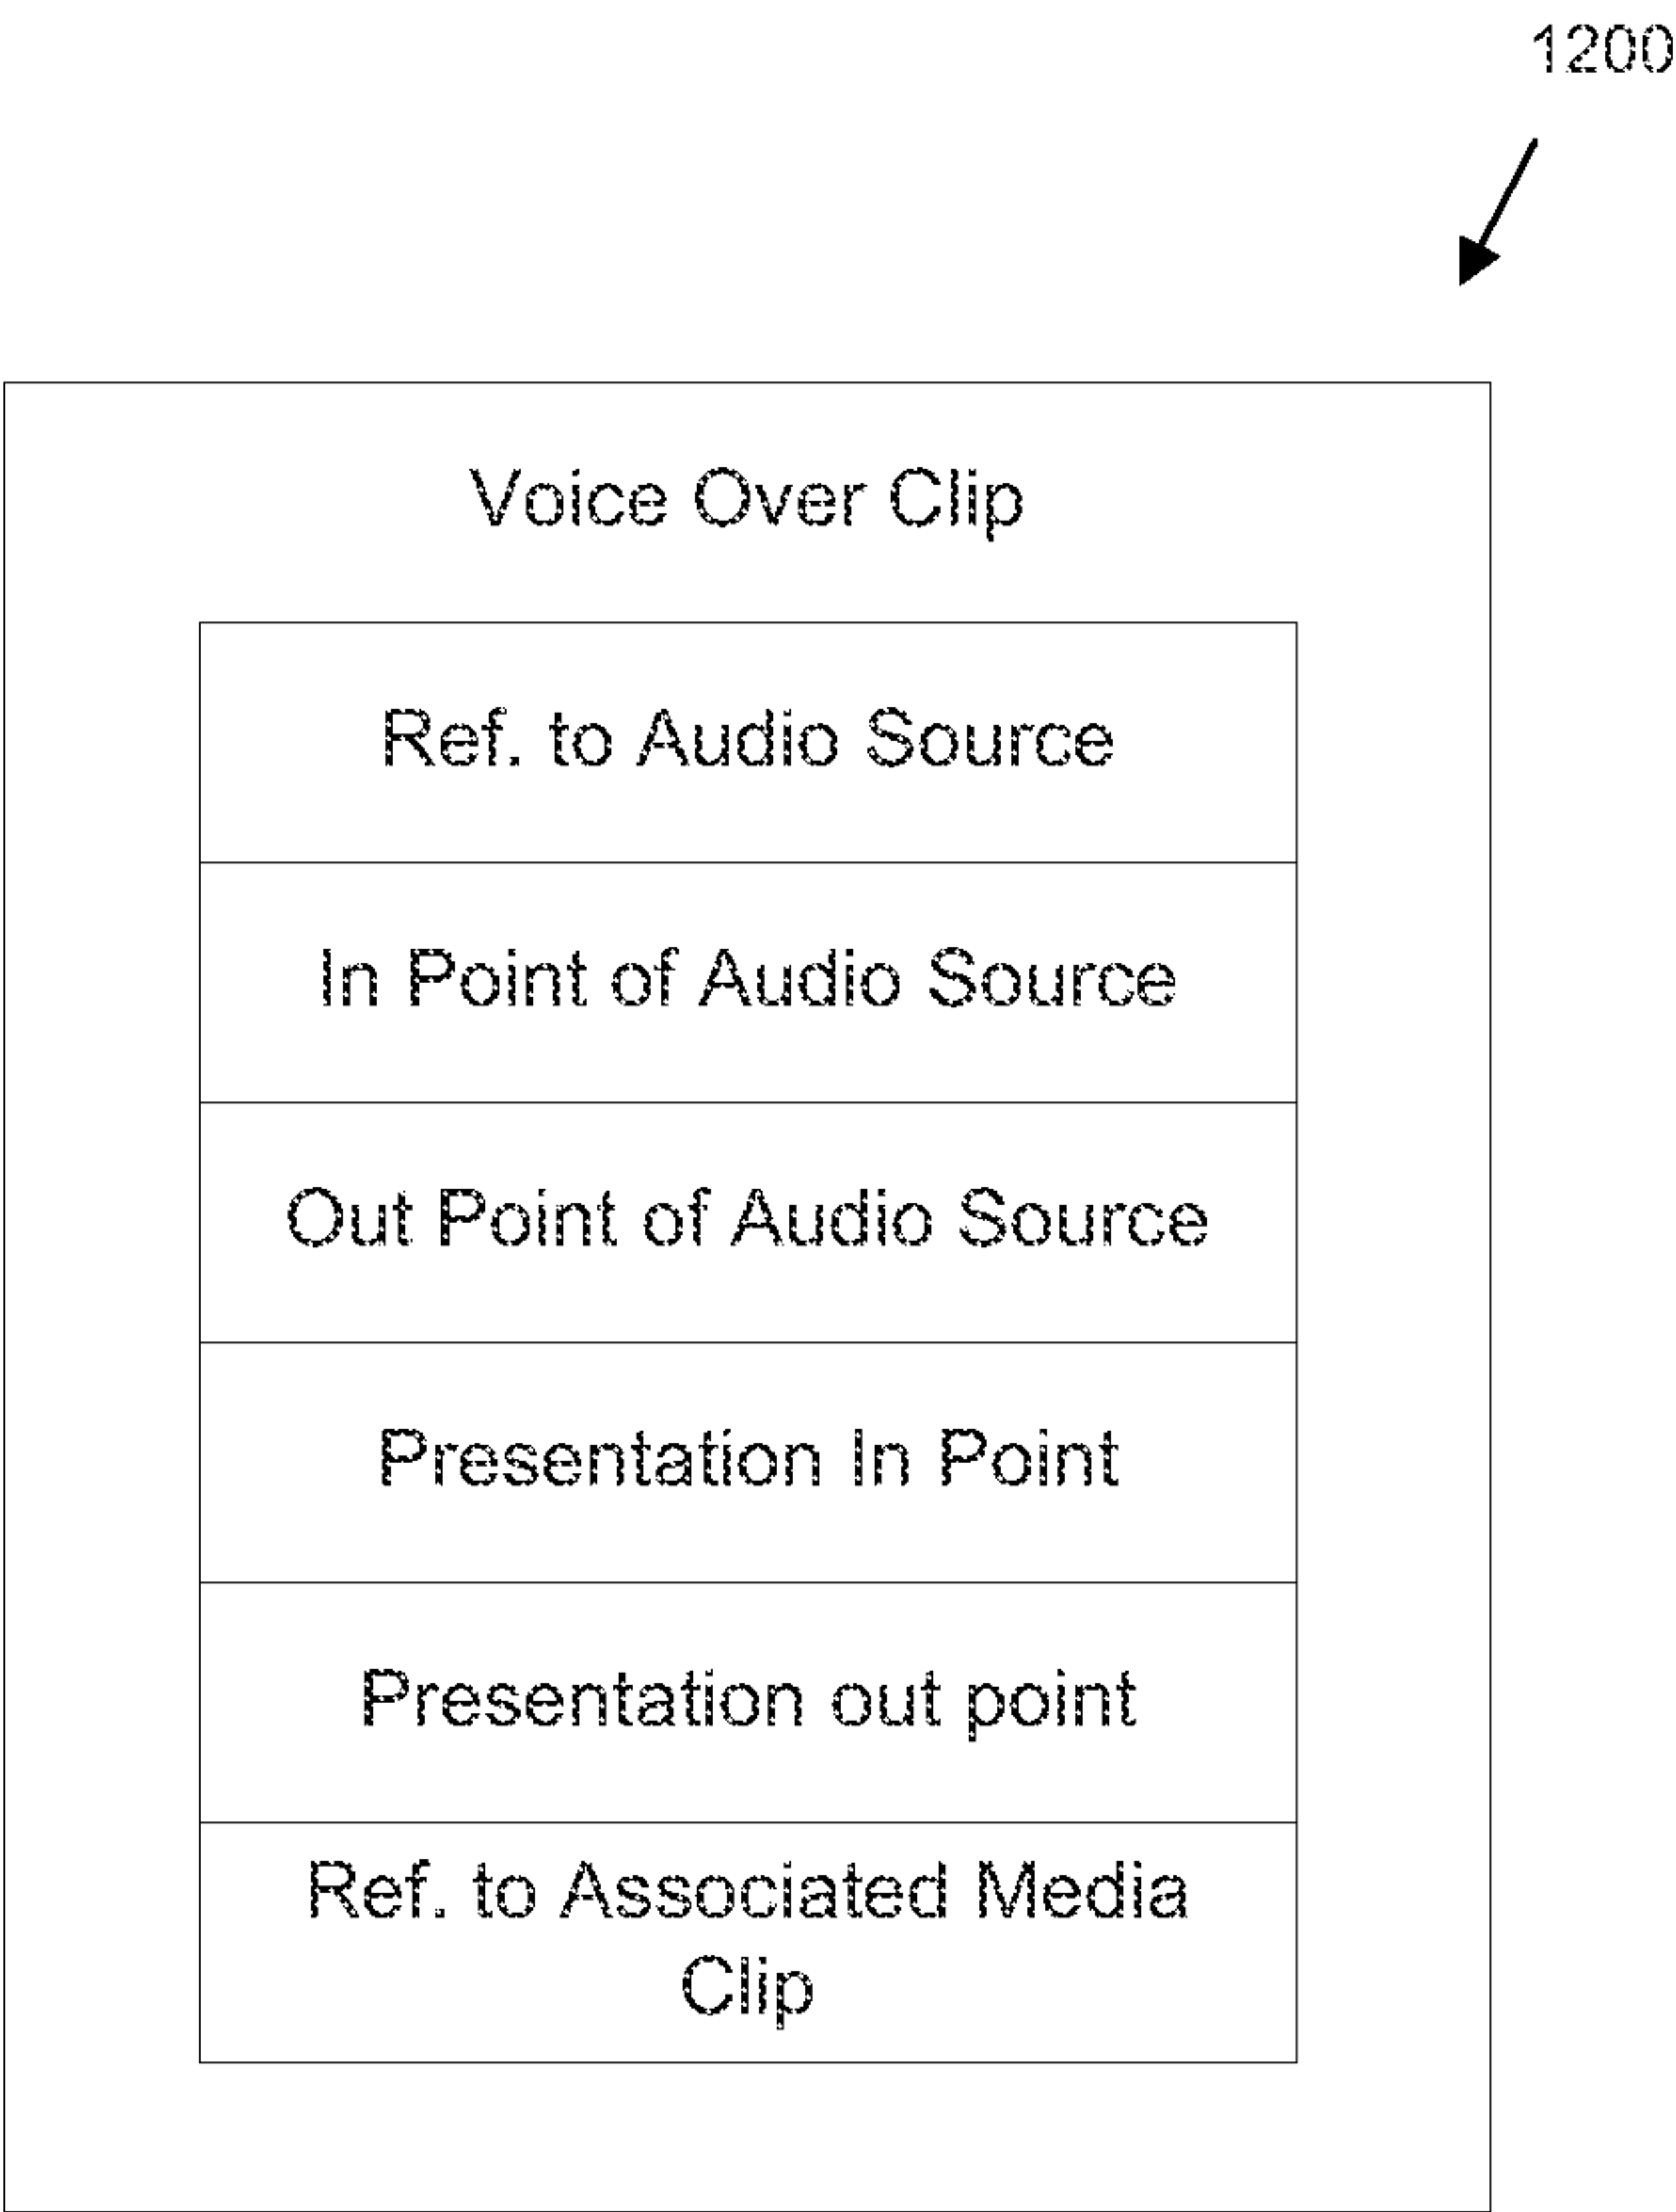 1200
Voice Over Clip
Ref. to Audio Source
In Point of Audio Source
Out Point of Audio Source
Presentation In Point
Presentation out point
Ref. to Associated Media
Clip